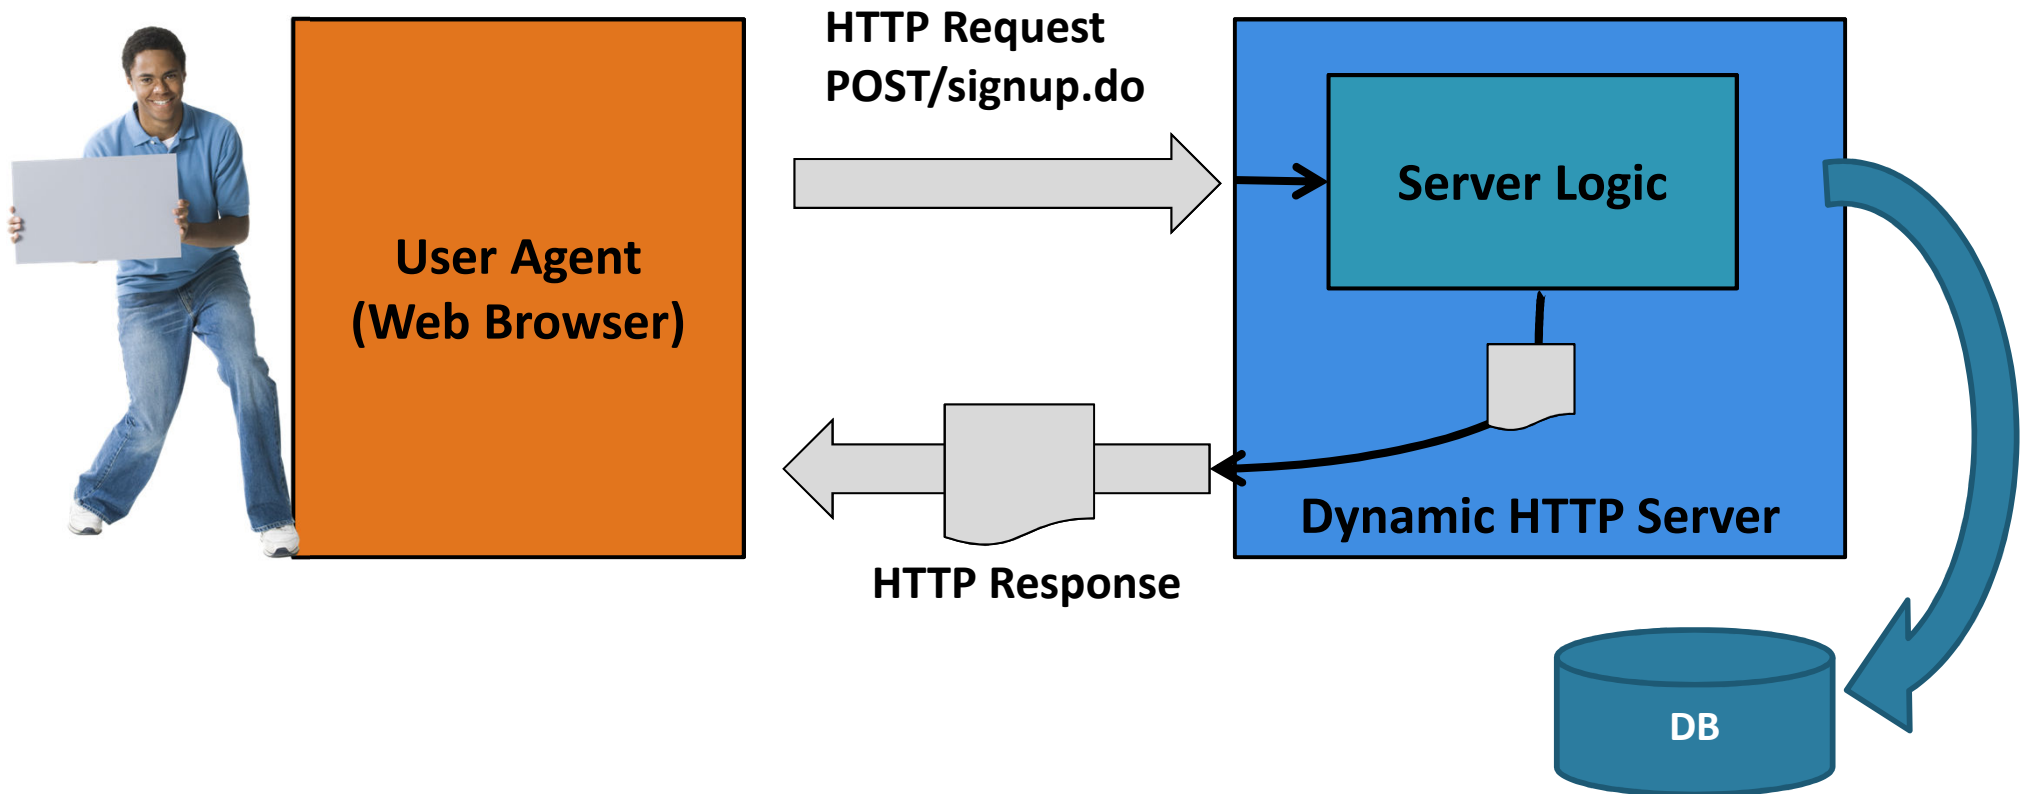 HTTP Request
POST/signup.do
Server Logic
User Agent
(Web Browser)
Dynamic HTTP Server
HTTP Response
DB